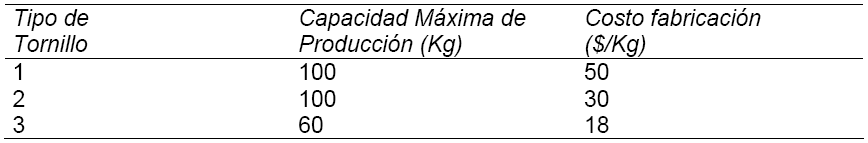 Tipo de Capacidad Máxima de Costo fabricación
Tornillo Producción (Kg) ($/Kg)
1 100 50
2 100 30
3 60 18